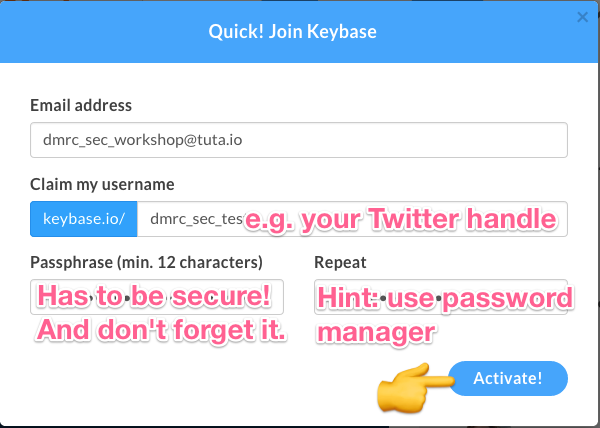 Quick! Join Keybase
×
Email address
dmrc_sec_workshop@tuta.io
Claim my username
keybase.io/ dmrc_sec_tes e.g. your Twitter handle
Passphrase (min. 12 characters) Repeat
Has to be secure! Hint: use password
And don't forget it. manager
Activate!